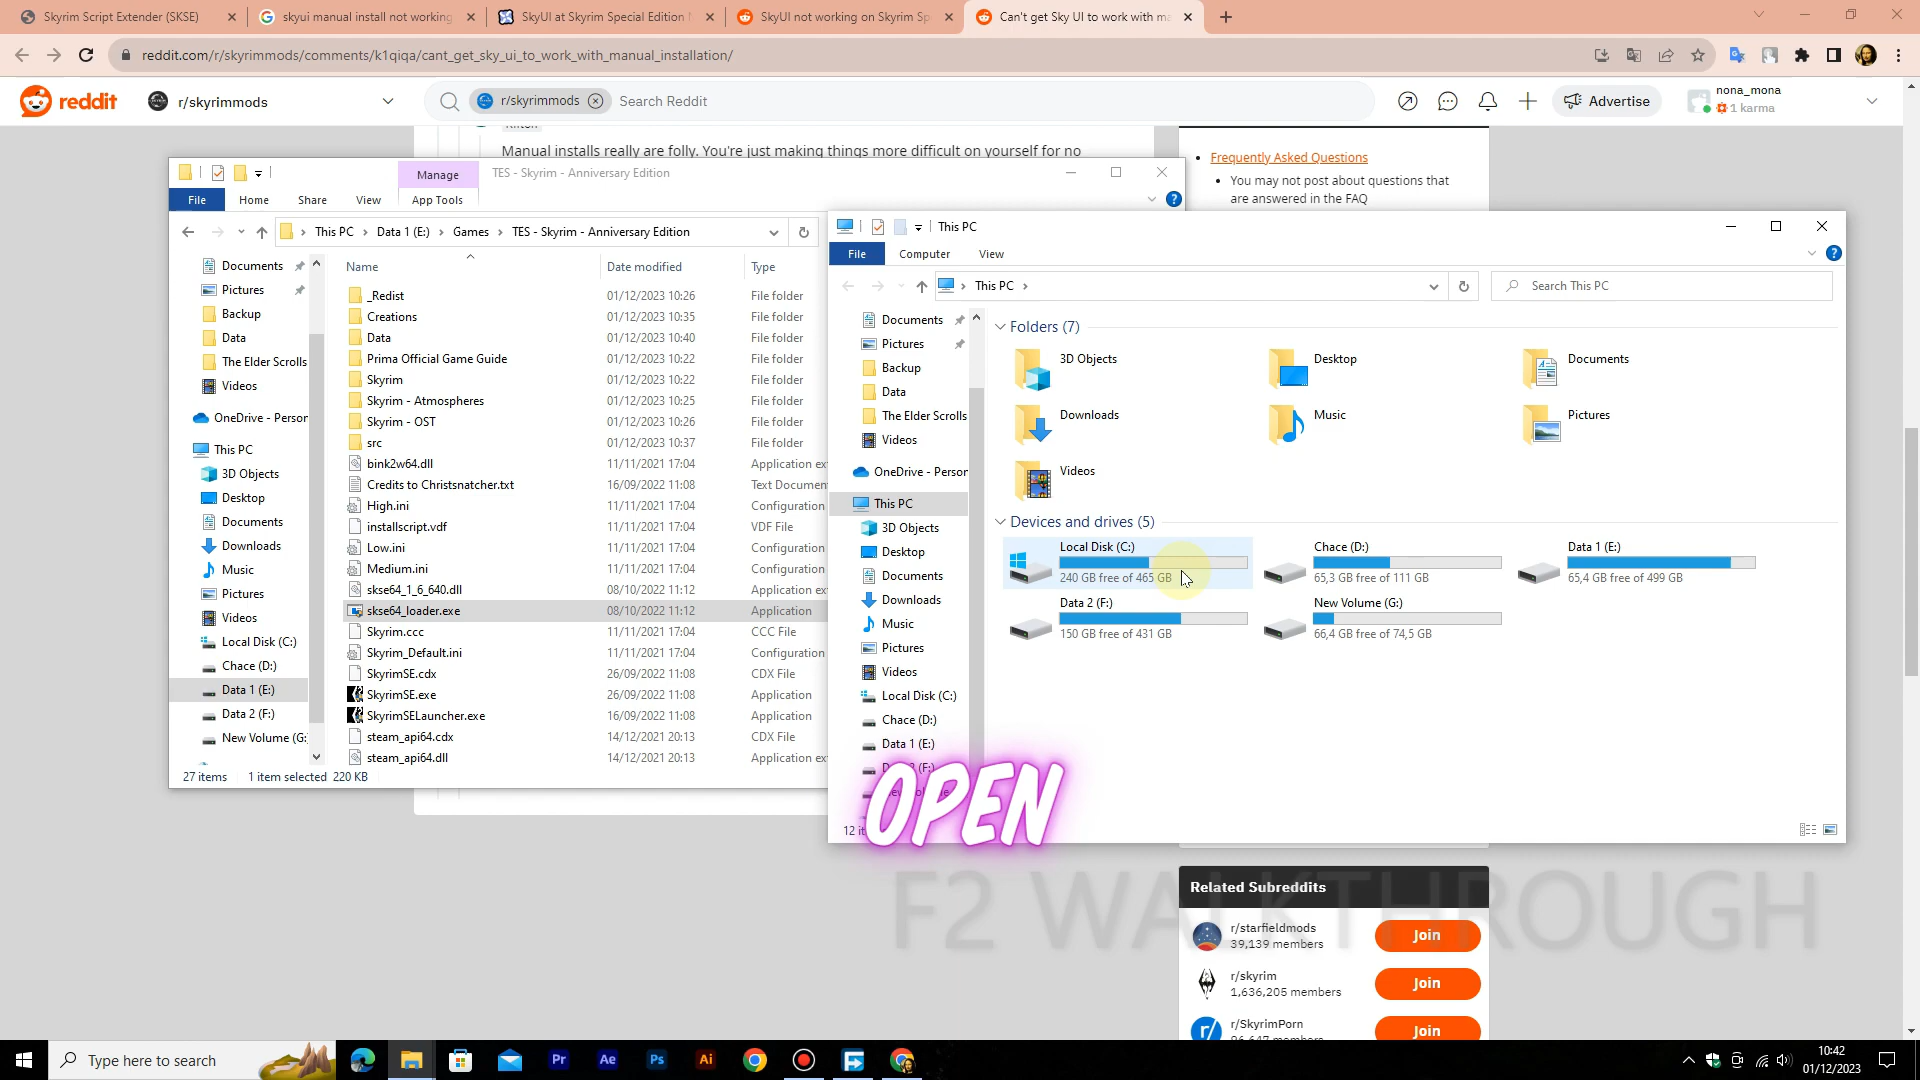 Skyrim Script Extender (SKSE)
skyui manual install not working
SkyUI at Skyrim Special Edition
SkyUI not working on Skyrim Sp
Can't get Sky UI to work with ma
reddit.com/r/skyrimmods/comments/k1qiqa/cant_get_sky_ui_to_work_with_manual_installation/
reddit
r/skyrimmods
r/skyrimmods
Search Reddit
Advertise
nona_mona
1 karma
Manual installs really are folly. You're just making things more difficult on yourself for no
Frequently Asked Questions
You may not post about questions that
are answered in the FAQ
Manage
TES - Skyrim - Anniversary Edition
File
Home
Share
View
App Tools
This PC
Data 1 (E:)
Games
TES - Skyrim - Anniversary Edition
Documents
Pictures
Backup
Data
The Elder Scrolls
Videos
OneDrive - Person
This PC
3D Objects
Desktop
Documents
Downloads
Music
Pictures
Videos
Local Disk (C:)
Chace (D:)
Data 1 (E:)
Data 2 (F:)
New Volume (G:
Name Date modified Type
_Redist 01/12/2023 10:26 File folder
Creations 01/12/2023 10:35 File folder
Data 01/12/2023 10:40 File folder
Prima Official Game Guide 01/12/2023 10:22 File folder
Skyrim 01/12/2023 10:22 File folder
Skyrim - Atmospheres 01/12/2023 10:25 File folder
Skyrim - OST 01/12/2023 10:26 File folder
src 01/12/2023 10:37 File folder
bink2w64.dll 11/11/2021 17:04 Application ex
Credits to Christsnatcher.txt 16/09/2022 11:08 Text Documen
High.ini 11/11/2021 17:04 Configuration
installscript.vdf 11/11/2021 17:04 VDF File
Low.ini 11/11/2021 17:04 Configuration
Medium.ini 11/11/2021 17:04 Configuration
skse64_1_6_640.dll 08/10/2022 11:12 Application ex
skse64_loader.exe 08/10/2022 11:12 Application
Skyrim.ccc 11/11/2021 17:04 CCC File
Skyrim_Default.ini 11/11/2021 17:04 Configuration
SkyrimSE.cdx 26/09/2022 11:08 CDX File
SkyrimSE.exe 26/09/2022 11:08 Application
SkyrimSELauncher.exe 16/09/2022 11:08 Application
steam_api64.cdx 14/12/2021 20:13 CDX File
steam_api64.dll 14/12/2021 20:13 Application ex
27 items 1 item selected 220 KB
This PC
File
Computer
View
This PC
Search This PC
Documents
Pictures
Backup
Data
The Elder Scrolls
Videos
OneDrive - Person
This PC
3D Objects
Desktop
Documents
Downloads
Music
Pictures
Videos
Local Disk (C:)
Chace (D:)
Data 1 (E:)
Folders (7)
3D Objects
Desktop
Documents
Downloads
Music
Pictures
Videos
Devices and drives (5)
Local Disk (C:)
240 GB free of 465 GB
Chace (D:)
65,3 GB free of 111 GB
Data 1 (E:)
65,4 GB free of 499 GB
Data 2 (F:)
150 GB free of 431 GB
New Volume (G:)
66,4 GB free of 74,5 GB
OPEN
F2 WALKTHROUGH
Related Subreddits
r/starfieldmods
39,139 members
Join
r/skyrim
1,636,205 members
Join
r/SkyrimPorn
Join
Type here to search
Pr
Ae
Ps
Ai
10:42
01/12/2023